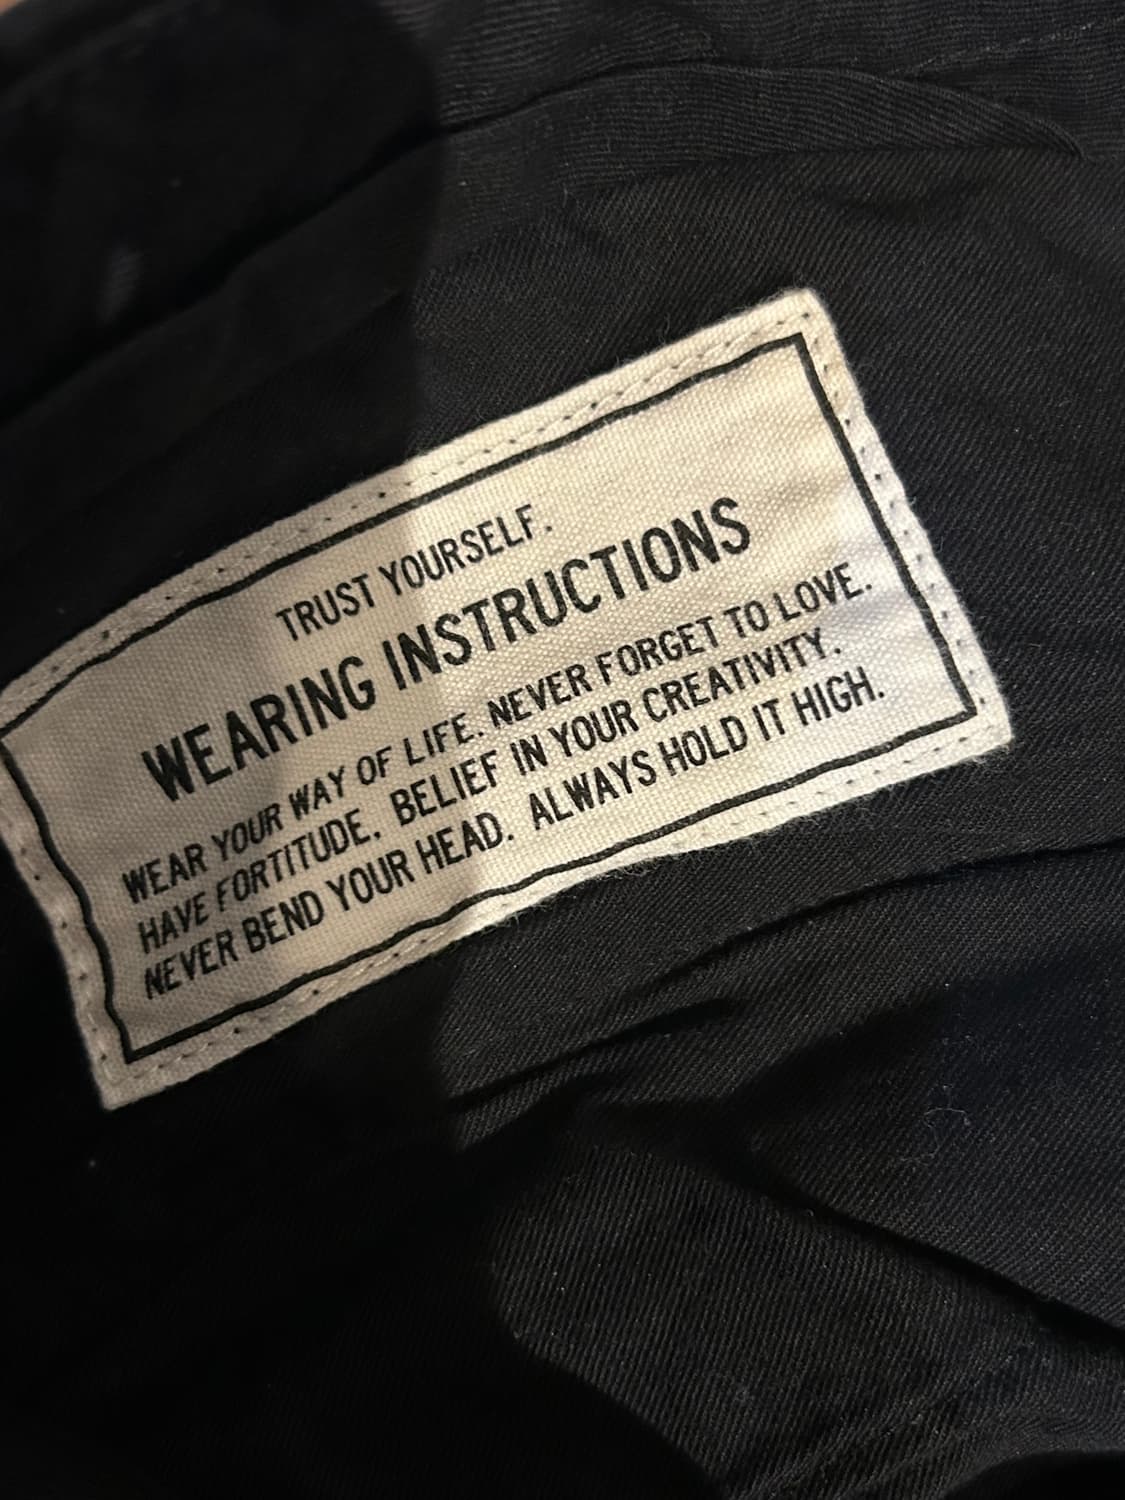 TRUST YOURSELF.
WEARING INSTRUCTIONS
WEAR YOUR WAY OF LIFE. NEVER FORGET TO LOVE.
HAVE FORTITUDE. BELIEF IN YOUR CREATIVITY.
NEVER BEND YOUR HEAD. ALWAYS HOLD IT HIGH.